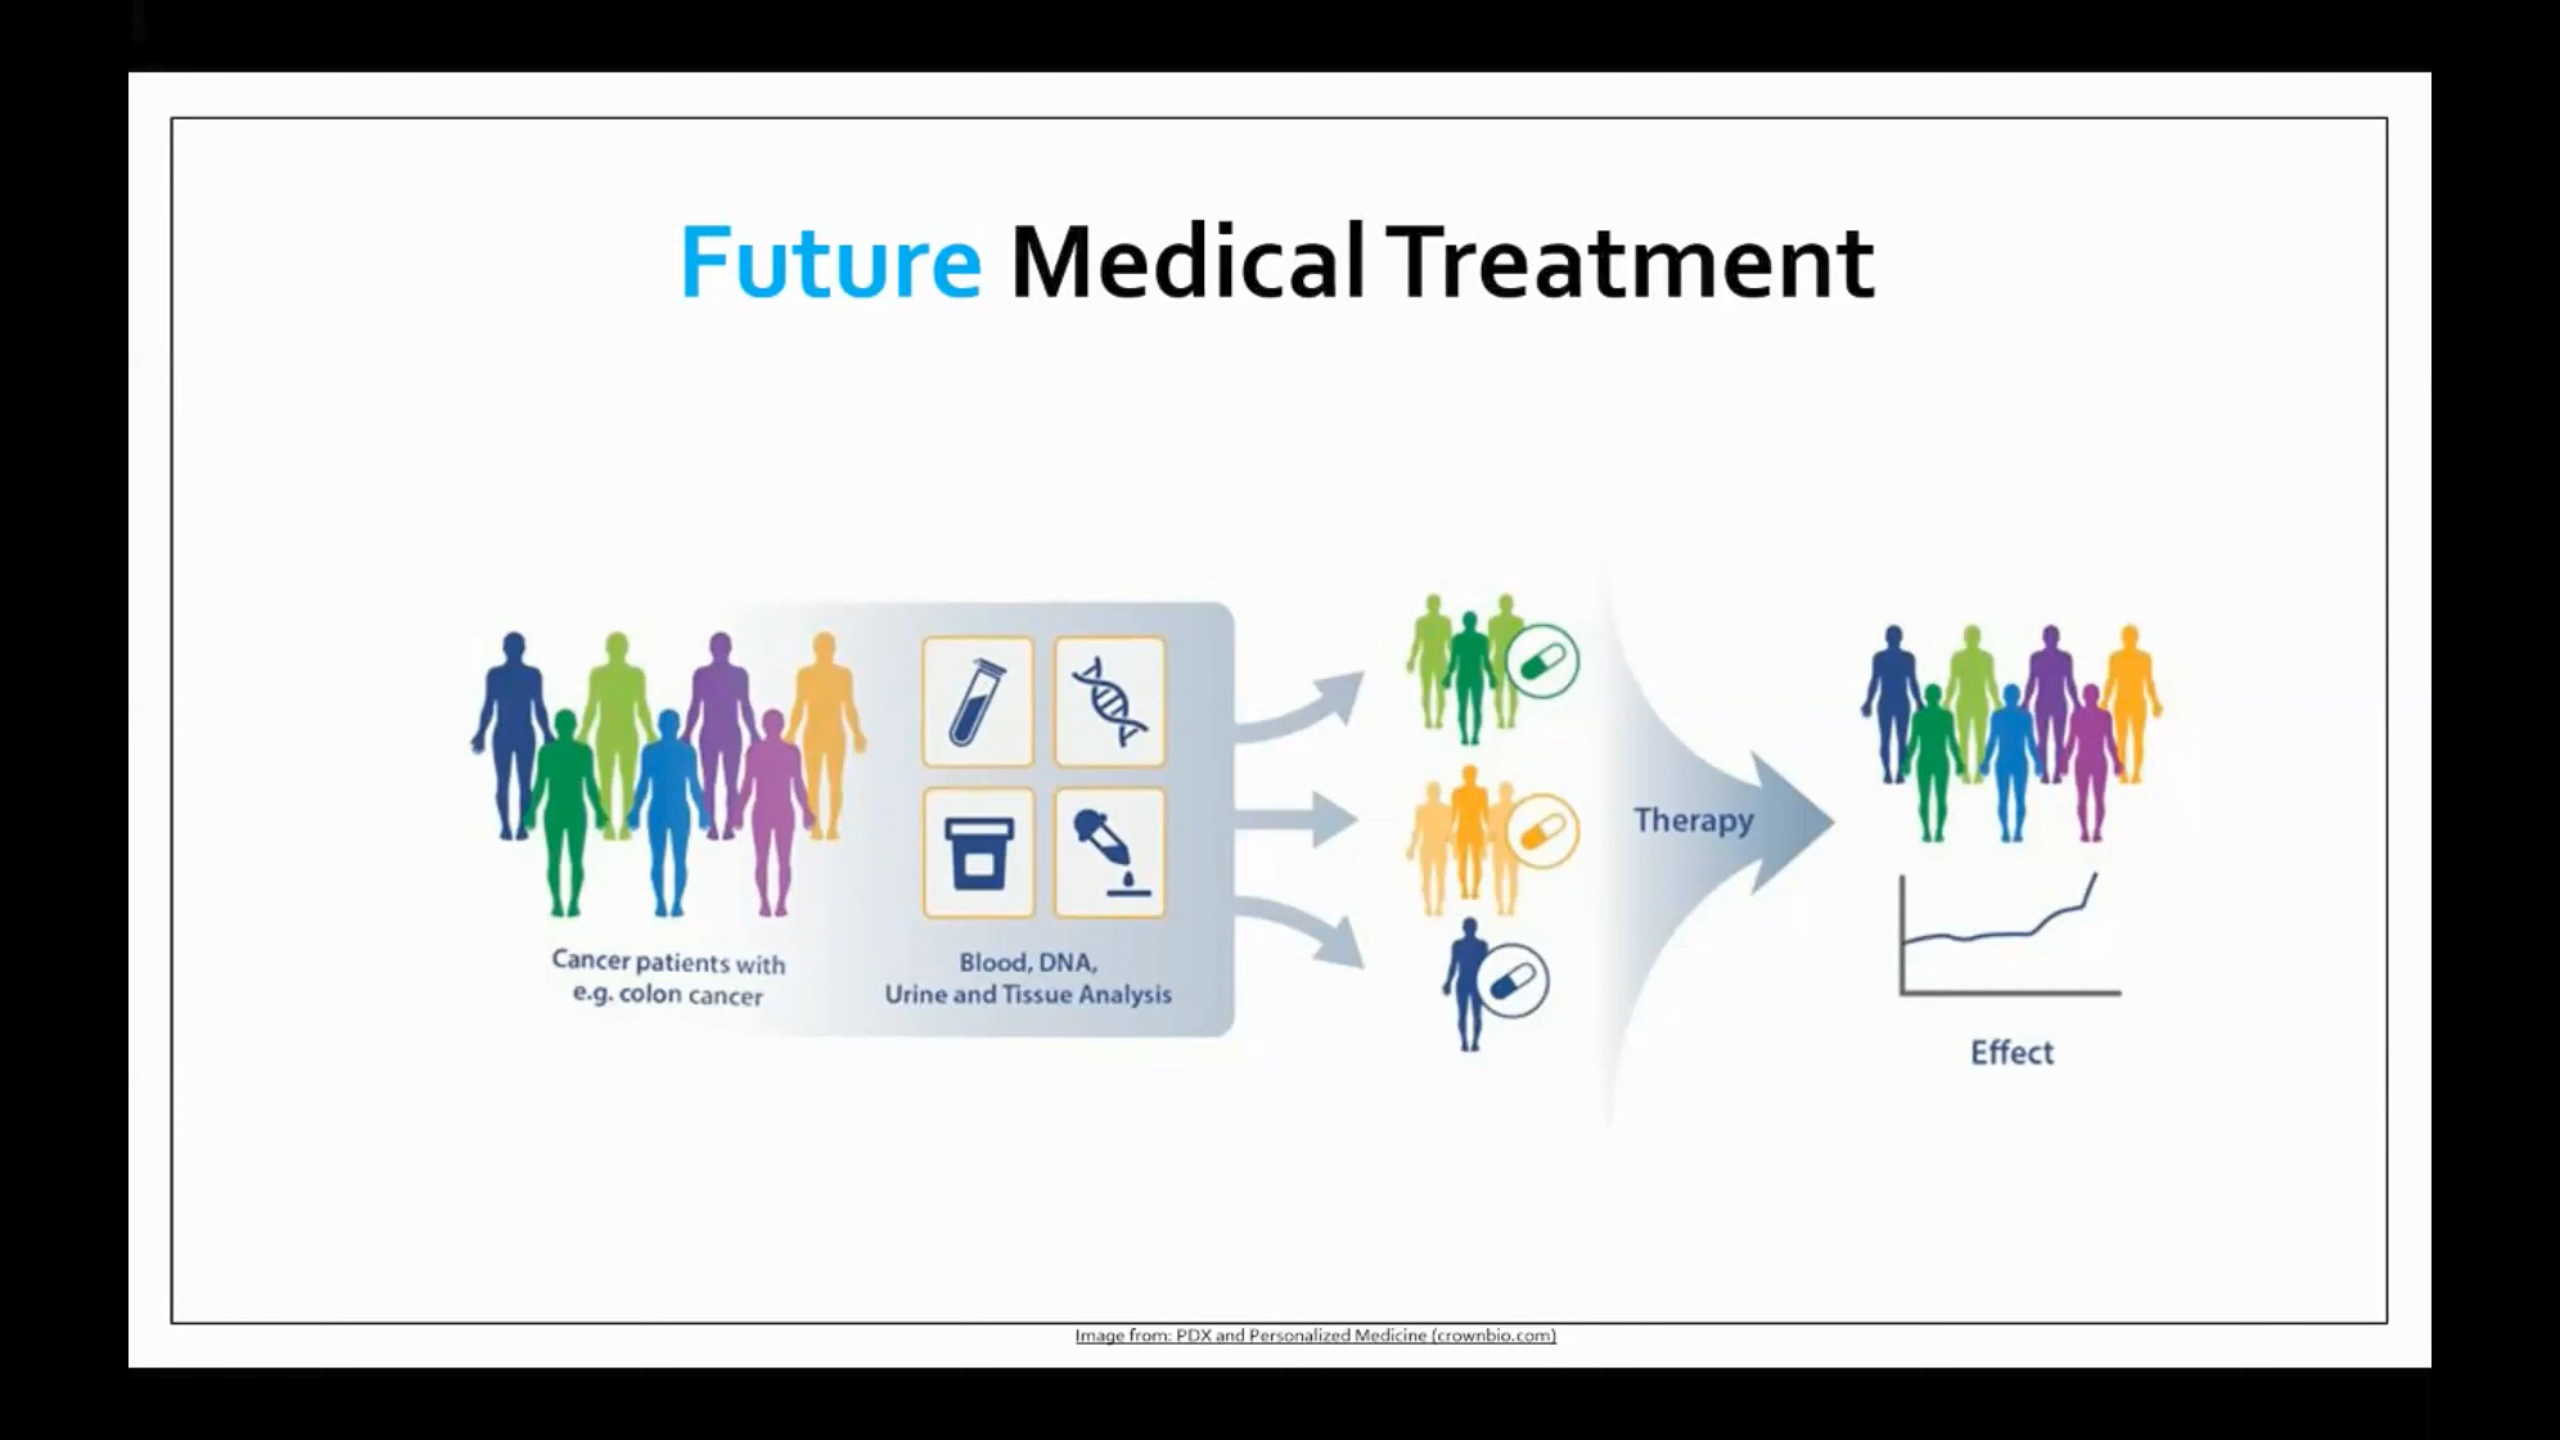 Future Medical Treatment
Cancer patients with
e.g. colon cancer
Blood, DNA,
Urine and Tissue Analysis
Therapy
Effect
Image from: PDX and Personalized Medicine (crownbio.com)